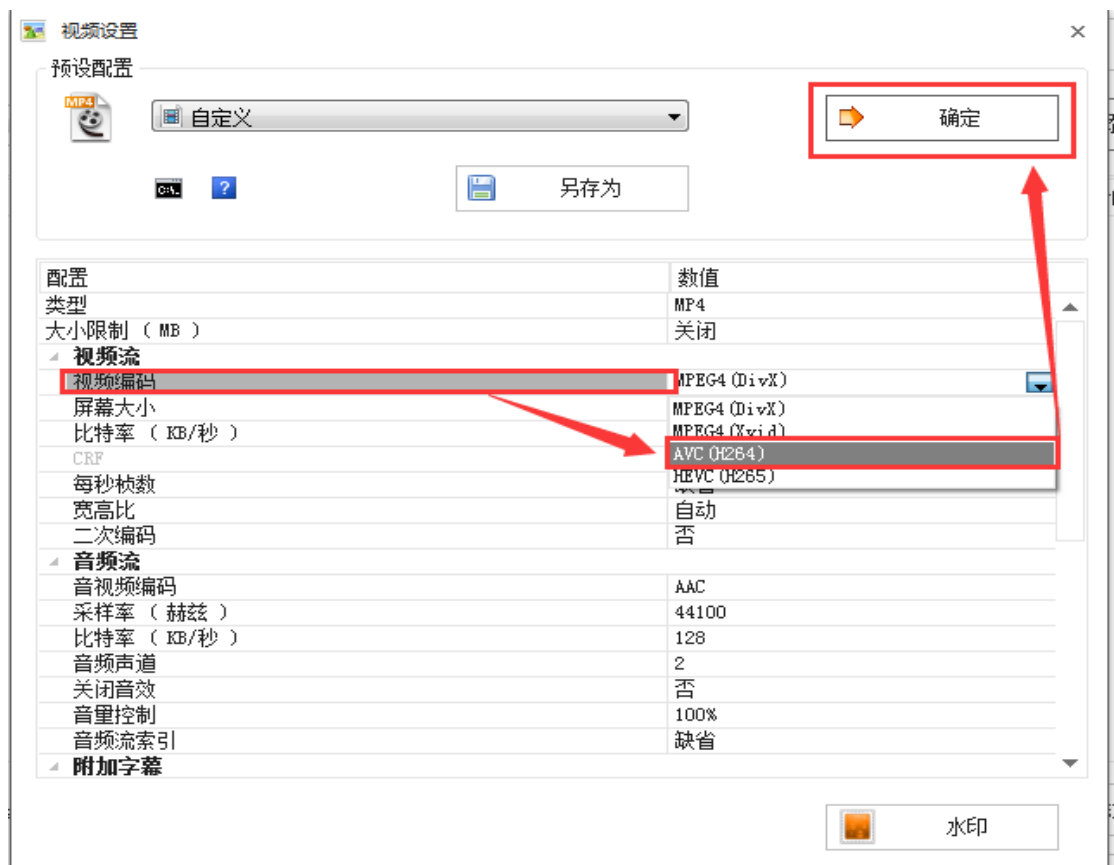 视频设置
预设配置
MP4
自定义
确定
C:\.
?
另存为
配置 数值
类型 MP4
大小限制 ( MB ) 关闭
视频流
视频编码 MPEG4(DivX)
屏幕大小 MPEG4(DivX)
比特率 ( KB/秒 ) MPEG4(Xvid)
CRF AVC(H264)
每秒桢数 HEVC(H265)
宽高比 自动
二次编码 否
音频流
音视频编码 AAC
采样率 ( 赫兹 ) 44100
比特率 ( KB/秒 ) 128
音频声道 2
关闭音效 否
音量控制 100%
音频流索引 缺省
附加字幕
水印